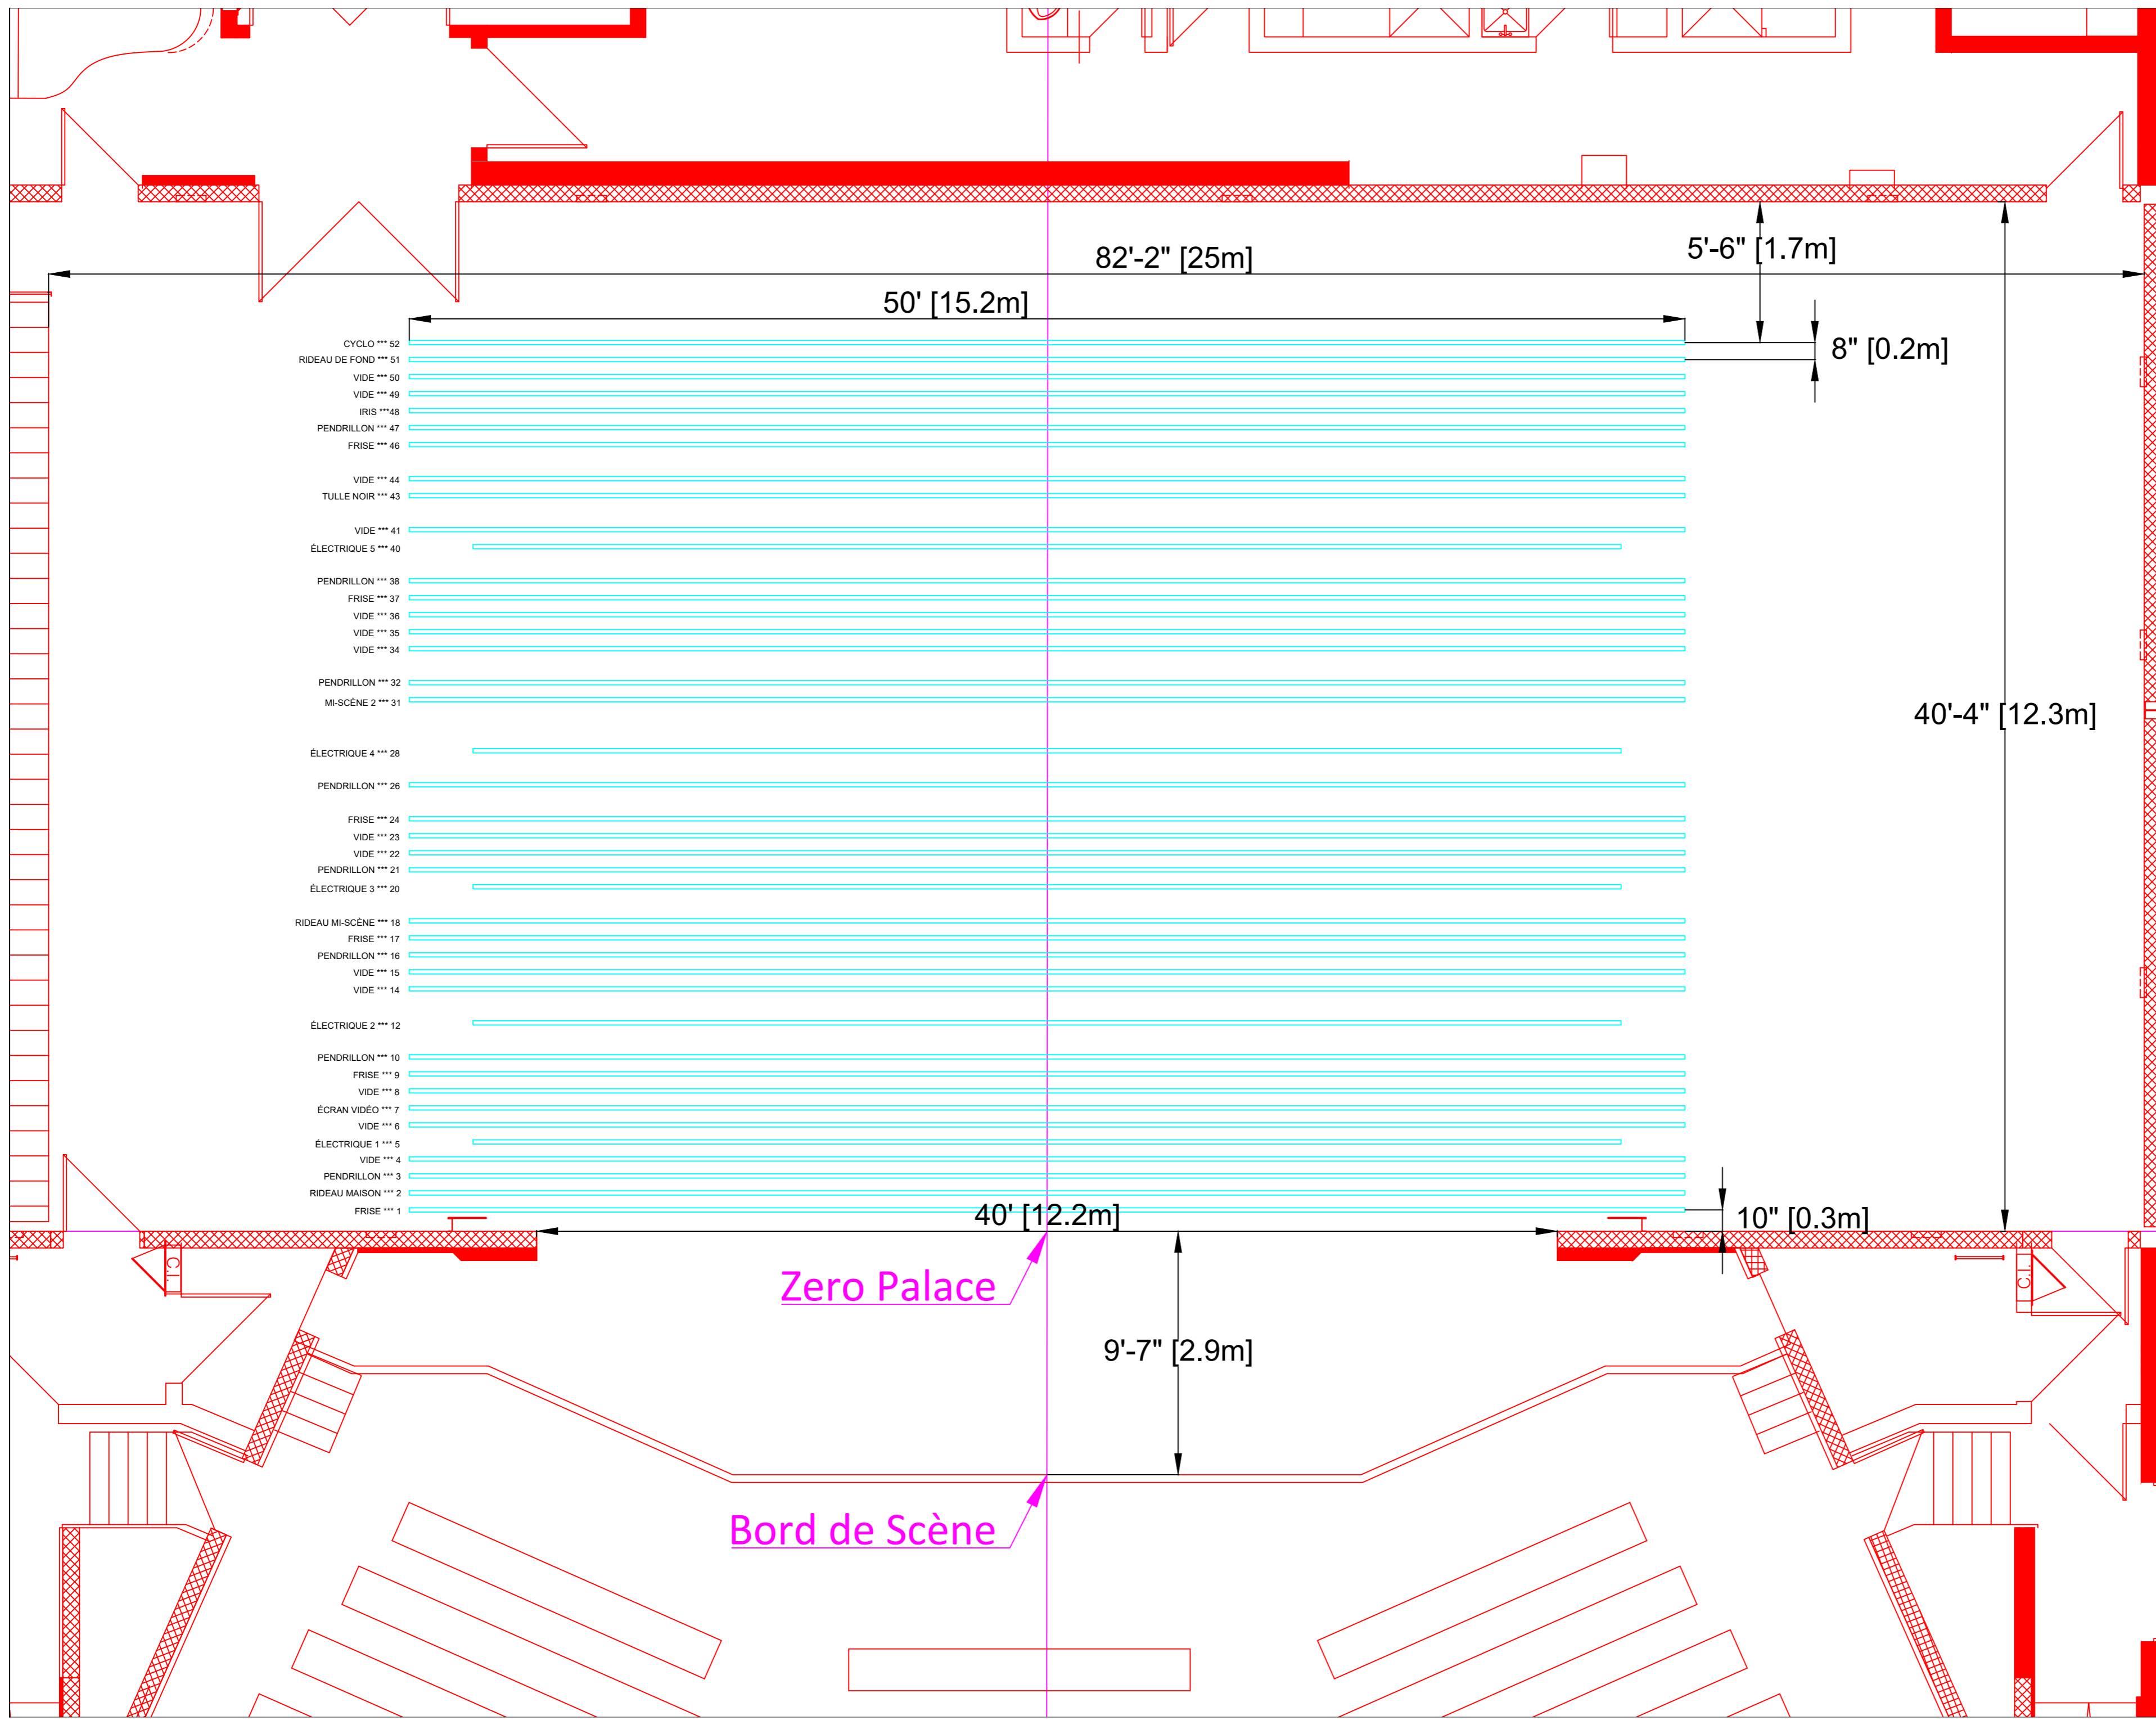 82'-2" [25m]
5'-6" [1.7m]
50' [15.2m]
8" [0.2m]
CYCLO *** 52
RIDEAU DE FOND *** 51
VIDE *** 50
VIDE *** 49
IRIS ***48
PENDRILLON *** 47
FRISE *** 46
VIDE *** 44
TULLE NOIR *** 43
VIDE *** 41
ÉLECTRIQUE 5 *** 40
PENDRILLON *** 38
FRISE *** 37
VIDE *** 36
VIDE *** 35
VIDE *** 34
PENDRILLON *** 32
MI-SCÈNE 2 *** 31
40'-4" [12.3m]
ÉLECTRIQUE 4 *** 28
PENDRILLON *** 26
FRISE *** 24
VIDE *** 23
VIDE *** 22
PENDRILLON *** 21
ÉLECTRIQUE 3 *** 20
RIDEAU MI-SCÈNE *** 18
FRISE *** 17
PENDRILLON *** 16
VIDE *** 15
VIDE *** 14
ÉLECTRIQUE 2 *** 12
PENDRILLON *** 10
FRISE *** 9
VIDE *** 8
ÉCRAN VIDÉO *** 7
VIDE *** 6
ÉLECTRIQUE 1 *** 5
VIDE *** 4
PENDRILLON *** 3
RIDEAU MAISON *** 2
FRISE *** 1
40' [12.2m]
10" [0.3m]
C.I.
C.I.
Zero Palace
9'-7" [2.9m]
Bord de Scène